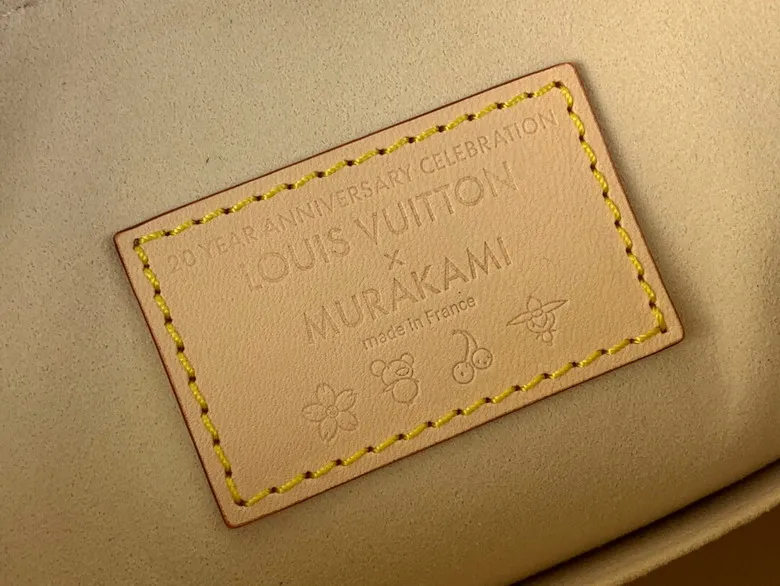 20 YEAR ANNIVERSARY CELEBRATION
LOUIS VUITTON
×
MURAKAMI
made in France